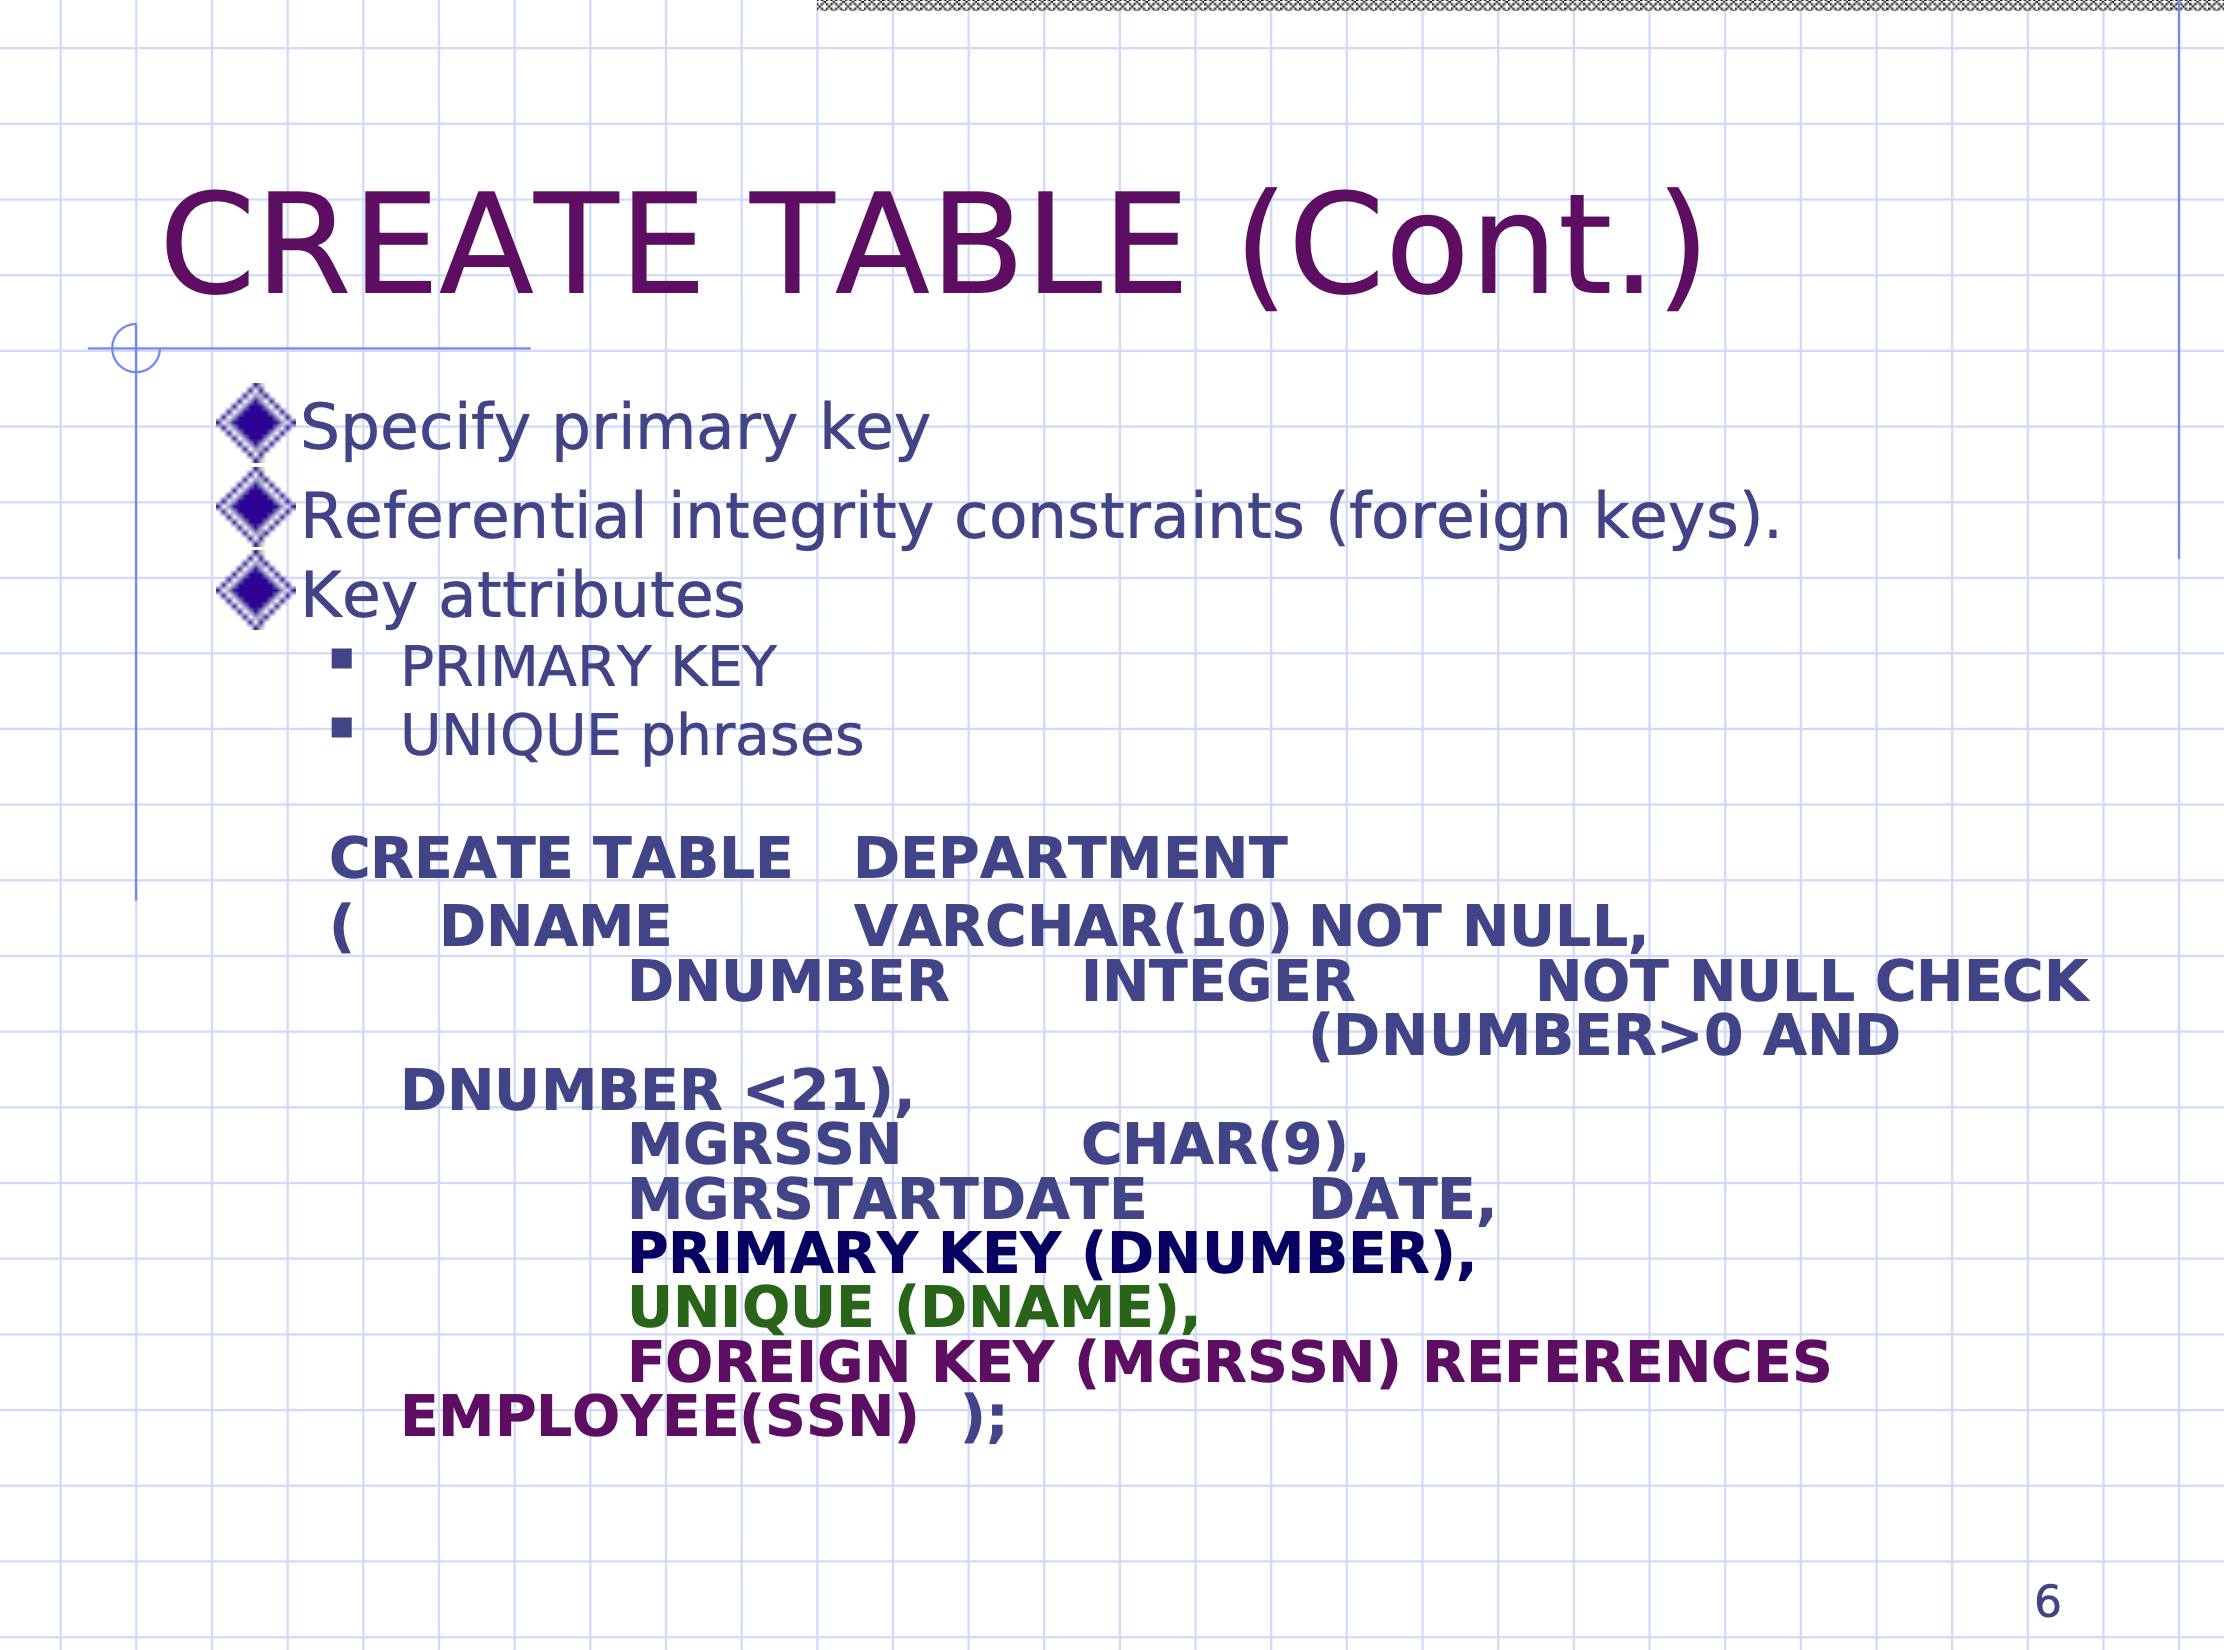 CREATE TABLE (Cont.)
Specify primary key
Referential integrity constraints (foreign keys).
Key attributes
PRIMARY KEY
UNIQUE phrases
CREATE TABLE DEPARTMENT
( DNAME VARCHAR(10) NOT NULL,
DNUMBER INTEGER NOT NULL CHECK
(DNUMBER>0 AND
DNUMBER <21),
MGRSSN CHAR(9),
MGRSTARTDATE DATE,
PRIMARY KEY (DNUMBER),
UNIQUE (DNAME),
FOREIGN KEY (MGRSSN) REFERENCES
EMPLOYEE(SSN) );
6